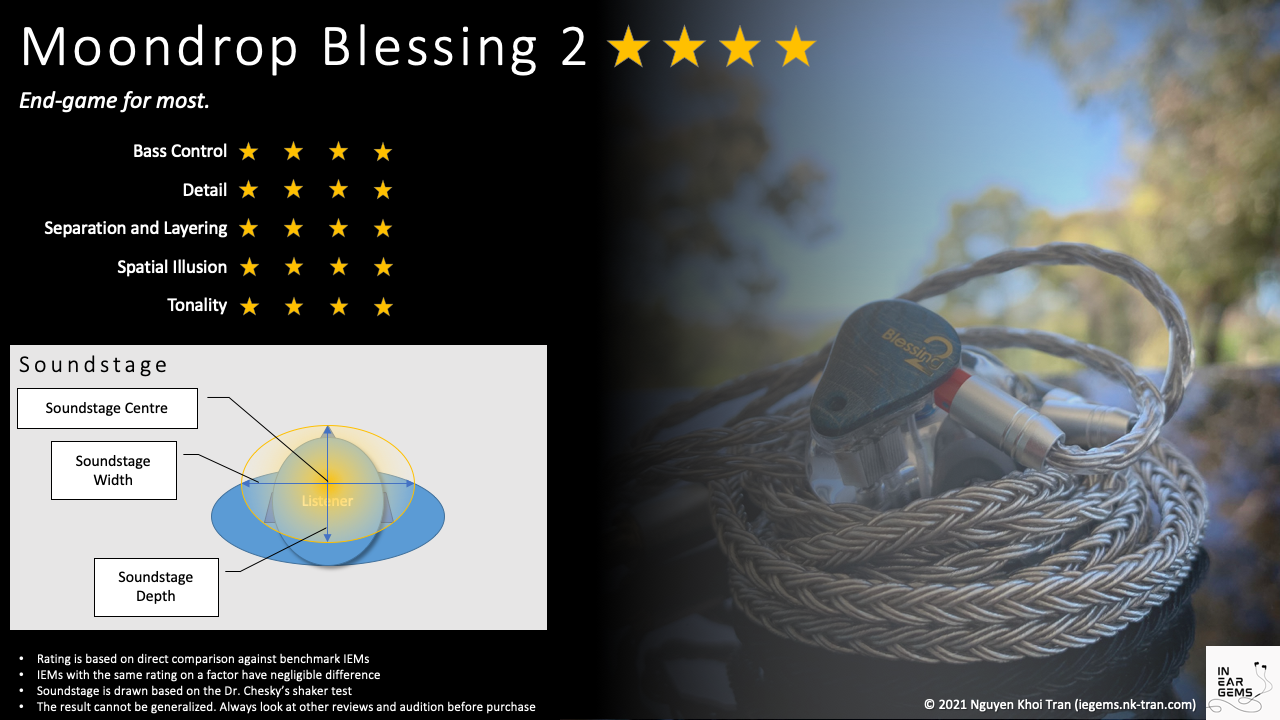 Moondrop Blessing 2
End-game for most.
Bass Control
Detail
Separation and Layering
Spatial Illusion
Tonality
Soundstage
Soundstage Centre
Soundstage
Width
Listener
Soundstage
Depth
• Rating is based on direct comparison against benchmark IEMs
• IEMs with the same rating on a factor have negligible difference
• Soundstage is drawn based on the Dr. Chesky's shaker test
• The result cannot be generalized. Always look at other reviews and audition before purchase
Blessing
2
© 2021 Nguyen Khoi Tran (iegems.nk-tran.com)
IN
EAR
GEMS